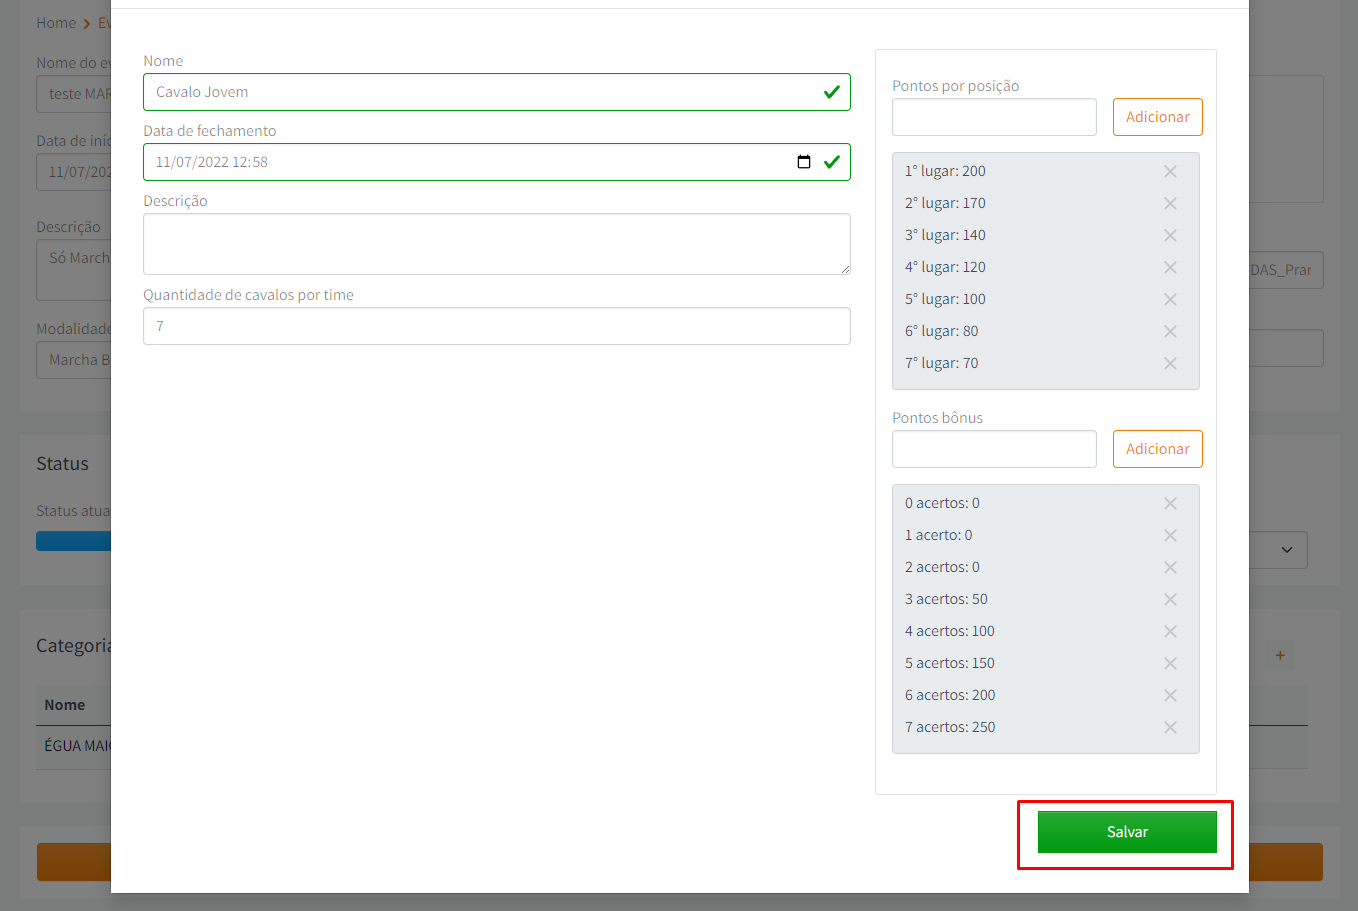 Home > Ev
Nome do ev
teste MAR
Data de iníc
11/07/202
Descrição
Só March
Modalidade
Marcha B
Status
Status atua
Categoria
Nome
ÉGUA MAIO
Nome
Cavalo Jovem
Data de fechamento
11/07/2022 12:58
Descrição
Quantidade de cavalos por time
7
Pontos por posição
Adicionar
1° lugar: 200
2° lugar: 170
3° lugar: 140
4° lugar: 120
5° lugar: 100
6° lugar: 80
7° lugar: 70
Pontos bônus
Adicionar
0 acertos: 0
1 acerto: 0
2 acertos: 0
3 acertos: 50
4 acertos: 100
5 acertos: 150
6 acertos: 200
7 acertos: 250
Salvar
DAS_Pran
+